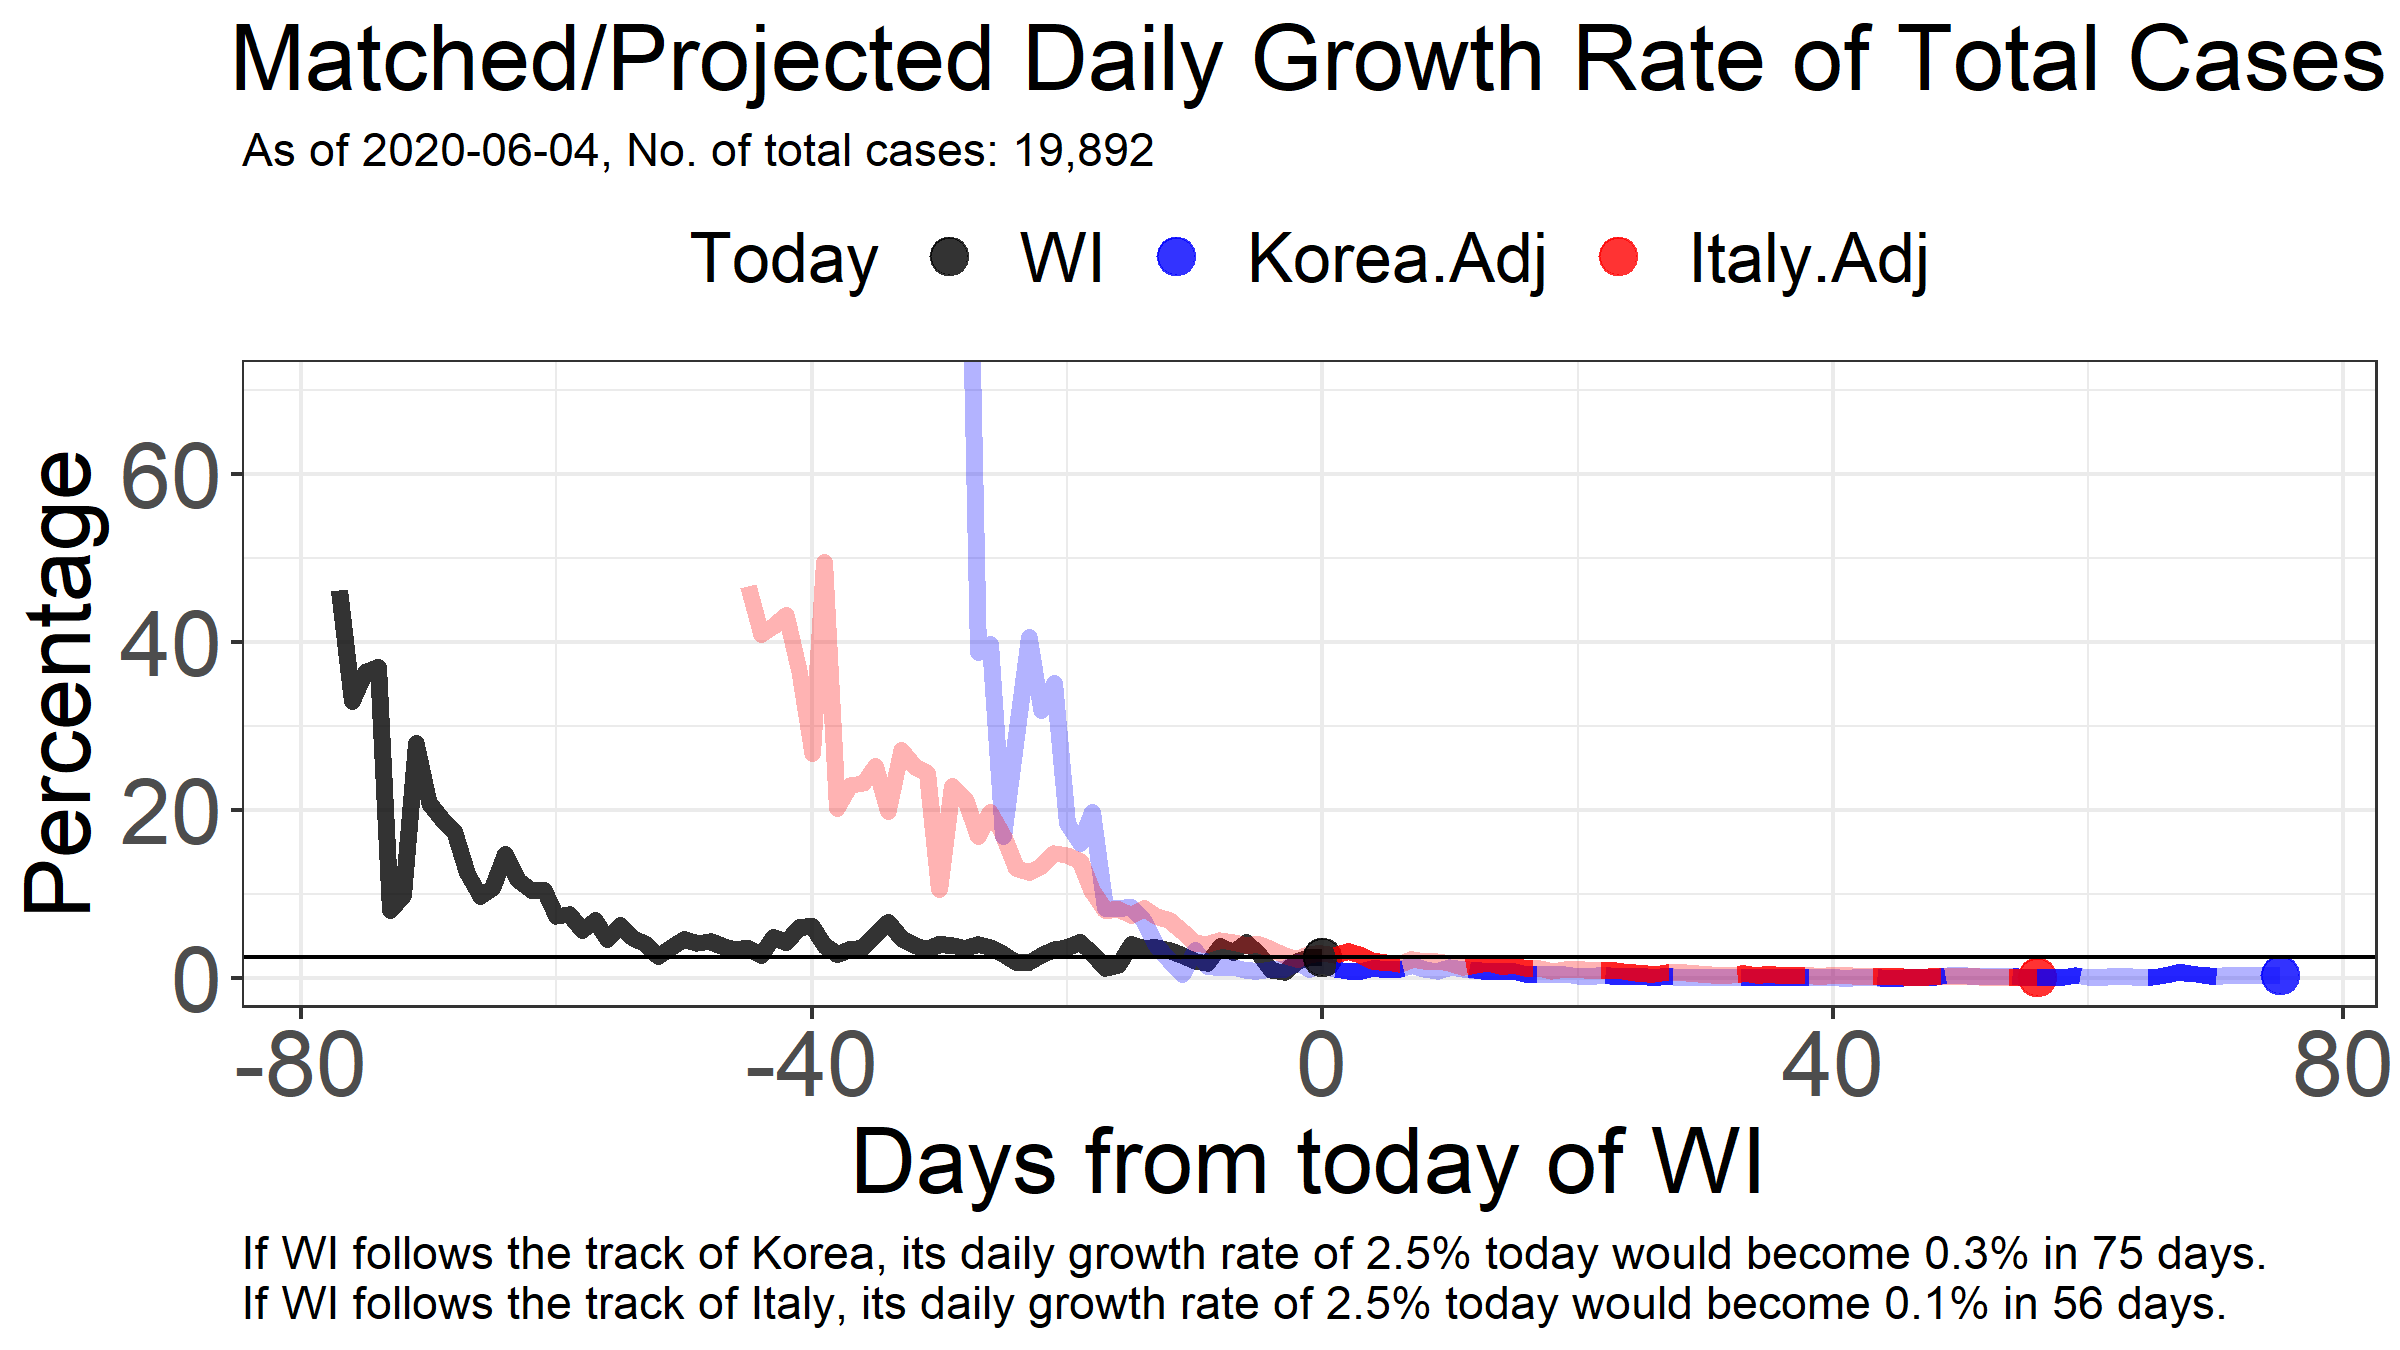 Matched/Projected Daily Growth Rate of Total Cases
As of 2020-06-04, No. of total cases: 19,892
Today WI Korea.Adj Italy.Adj
Percentage
60
40
20
0
-80 -40 0 40 80
Days from today of WI
If WI follows the track of Korea, its daily growth rate of 2.5% today would become 0.3% in 75 days.
If WI follows the track of Italy, its daily growth rate of 2.5% today would become 0.1% in 56 days.